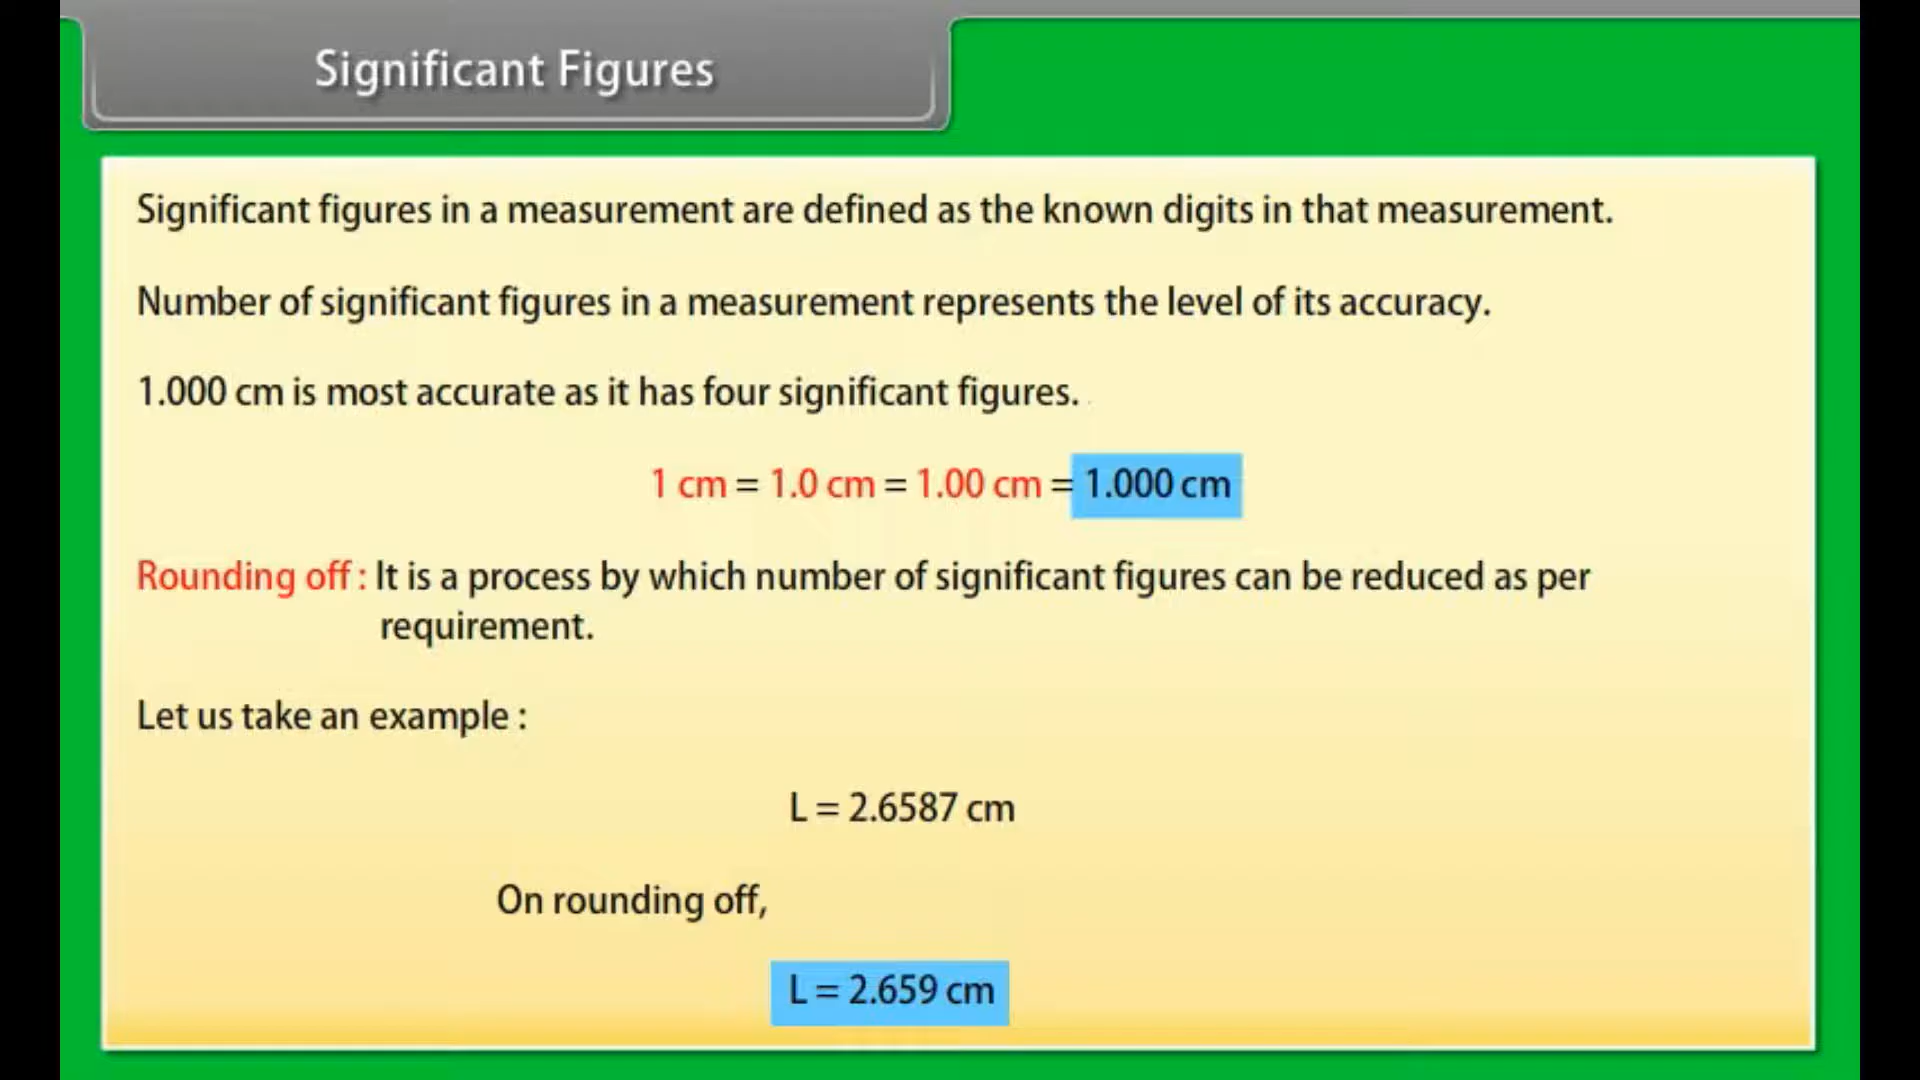 Significant Figures
Significant figures in a measurement are defined as the known digits in that measurement.
Number of significant figures in a measurement represents the level of its accuracy.
1.000 cm is most accurate as it has four significant figures.
1 cm = 1.0 cm = 1.00 cm = 1.000 cm
Rounding off : It is a process by which number of significant figures can be reduced as per
requirement.
Let us take an example :
L = 2.6587 cm
On rounding off,
L = 2.659 cm